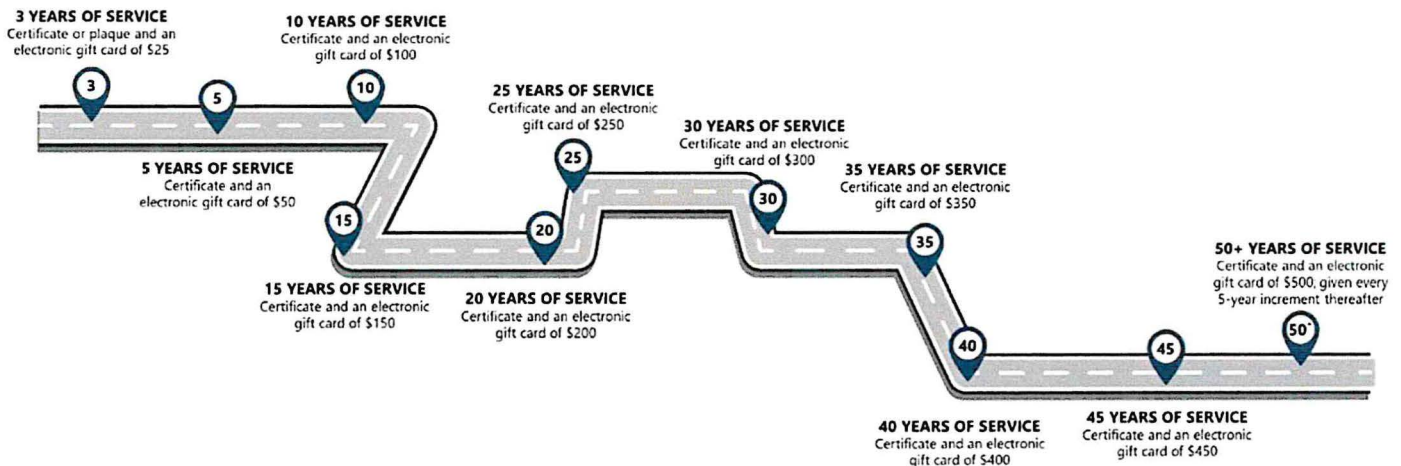 3 YEARS OF SERVICE
Certificate or plaque and an
electronic gift card of $25
10 YEARS OF SERVICE
Certificate and an electronic
gift card of $100
3
5
10
5 YEARS OF SERVICE
Certificate and an
electronic gift card of $50
25 YEARS OF SERVICE
Certificate and an electronic
gift card of $250
25
30 YEARS OF SERVICE
Certificate and an electronic
gift card of $300
30
35 YEARS OF SERVICE
Certificate and an electronic
gift card of $350
35
15
20
15 YEARS OF SERVICE
Certificate and an electronic
gift card of $150
20 YEARS OF SERVICE
Certificate and an electronic
gift card of $200
50+ YEARS OF SERVICE
Certificate and an electronic
gift card of $500, given every
5-year increment thereafter
40
45
50+
40 YEARS OF SERVICE
Certificate and an electronic
gift card of $400
45 YEARS OF SERVICE
Certificate and an electronic
gift card of $450